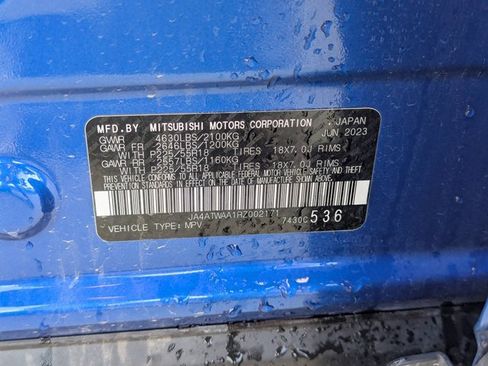 MFD.BY MITSUBISHI MOTORS CORPORATION JAPAN
GVWR 4630LBS/2100KG JUN 2023
GAWR FR 2646LBS/1200KG
WITH P225/55R18 TIRES 18X7.0J RIMS
GAWR RR 2557LBS/1160KG
WITH P225/55R18 TIRES 18X7.0J RIMS
THIS VEHICLE CONFORMS TO ALL APPLICABLE FEDERAL MOTOR VEHICLE
SAFETY, BUMPER, AND THEFT PREVENTION STANDARDS IN EFFECT ON
THE DATE OF MANUFACTURE SHOWN ABOVE.
JA4ATWAA1RZ002171
VEHICLE TYPE: MPV 7430C 536